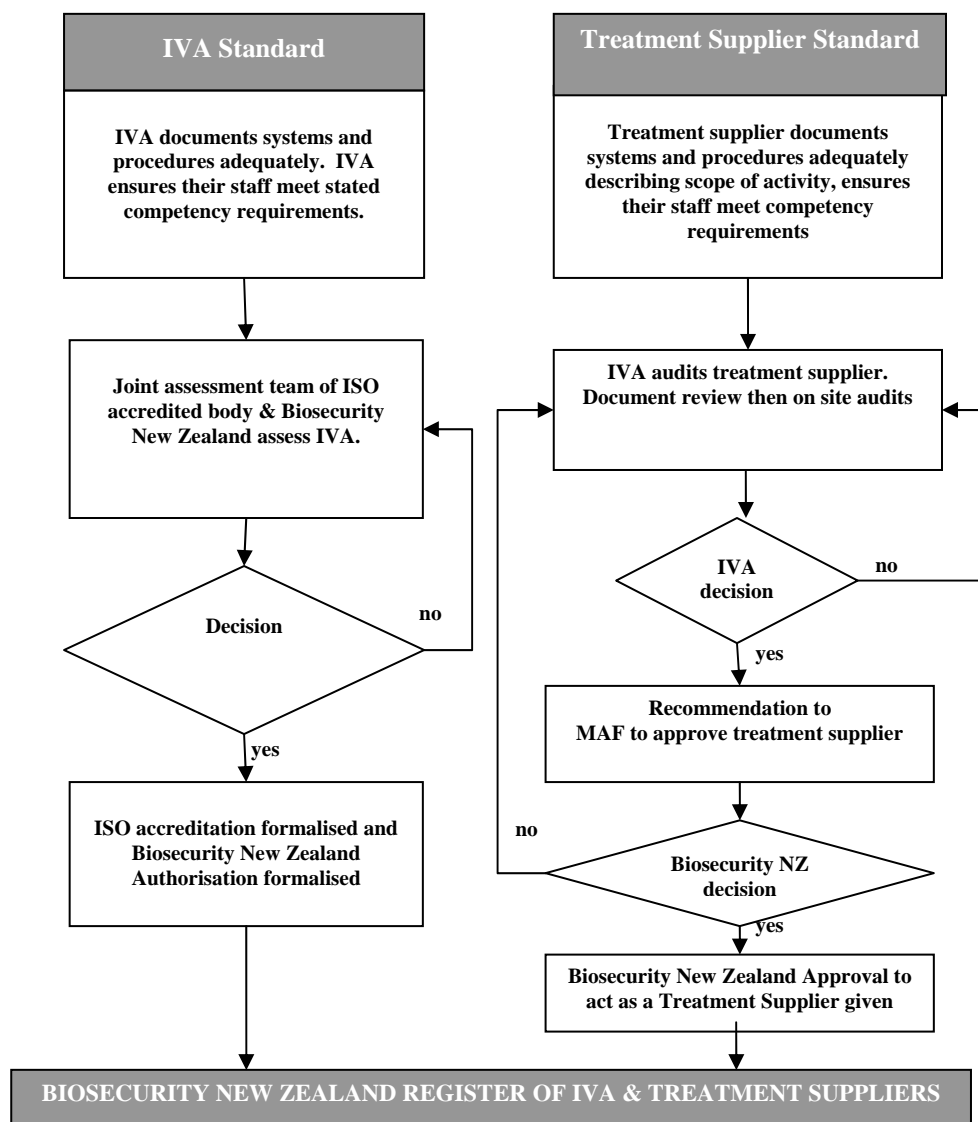 IVA Standard
IVA documents systems and
procedures adequately. IVA
ensures their staff meet stated
competency requirements.
Joint assessment team of ISO
accredited body & Biosecurity
New Zealand assess IVA.
Decision
no
yes
ISO accreditation formalised and
Biosecurity New Zealand
Authorisation formalised
Treatment Supplier Standard
Treatment supplier documents
systems and procedures adequately
describing scope of activity, ensures
their staff meet competency
requirements
IVA audits treatment supplier.
Document review then on site audits
IVA
decision
no
yes
Recommendation to
MAF to approve treatment supplier
no
Biosecurity NZ
decision
yes
Biosecurity New Zealand Approval to
act as a Treatment Supplier given
BIOSECURITY NEW ZEALAND REGISTER OF IVA & TREATMENT SUPPLIERS